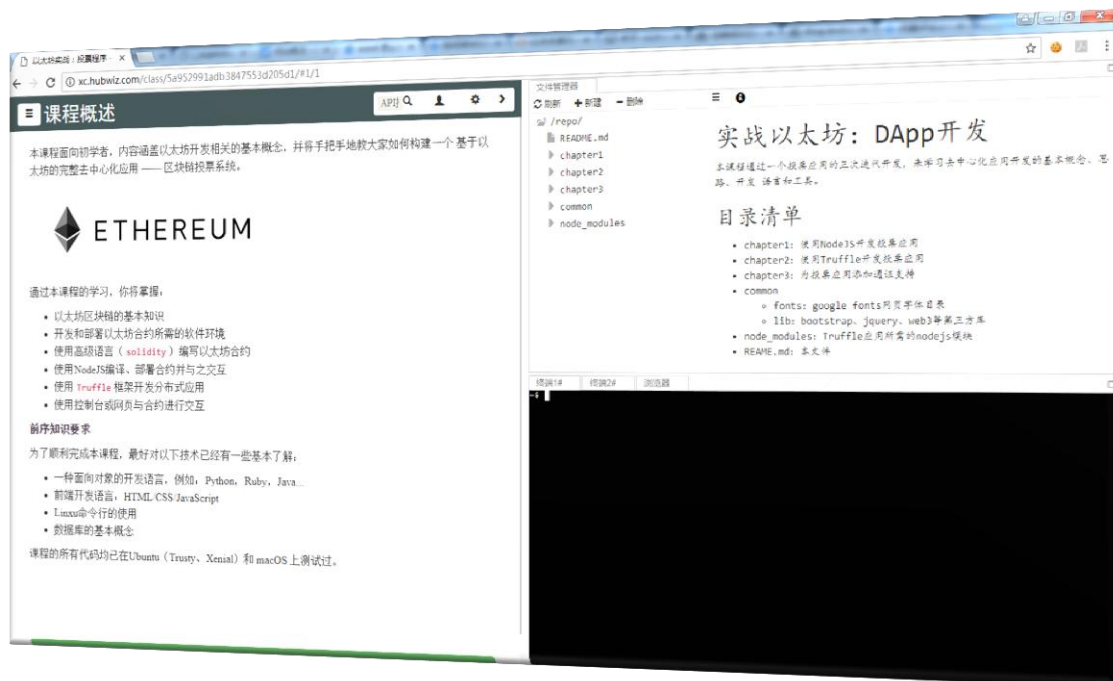 以太坊实战：投票程序
xc.hubwiz.com/class/5a952991adb3847553d205d1/#1/1
课程概述
API
本课程面向初学者，内容涵盖以太坊开发相关的基本概念，并将手把手地教大家如何构建一个 基于以
太坊的完整去中心化应用 —— 区块链投票系统。
ETHEREUM
通过本课程的学习，你将掌握：
以太坊区块链的基本知识
开发和部署以太坊合约所需的软件环境
使用高级语言（ solidity ）编写以太坊合约
使用NodeJS编译、部署合约并与之交互
使用 Truffle 框架开发分布式应用
使用控制台或网页与合约进行交互
前序知识要求
为了顺利完成本课程，最好对以下技术已经有一些基本了解：
一种面向对象的开发语言，例如，Python，Ruby，Java...
前端开发语言，HTML/CSS/JavaScript
Linxu命令行的使用
数据库的基本概念
课程的所有代码均已在Ubuntu（Trusty、Xenial）和 macOS 上测试过。
文件管理器
刷新 新建 删除
/repo/
README.md
chapter1
chapter2
chapter3
common
node_modules
实战以太坊：DApp开发
本课程通过一个投票应用的三次迭代开发，来学习去中心化应用开发的基本概念、思
路、开发 语言和工具。
目录清单
chapter1: 使用NodeJS开发投票应用
chapter2: 使用Truffle开发投票应用
chapter3: 为投票应用添加通证支持
common
fonts: google fonts网页字体目录
lib: bootstrap、jquery、web3等第三方库
node_modules: Truffle应用所需的nodejs模块
REAME.md: 本文件
终端1# 终端2# 浏览器
~$